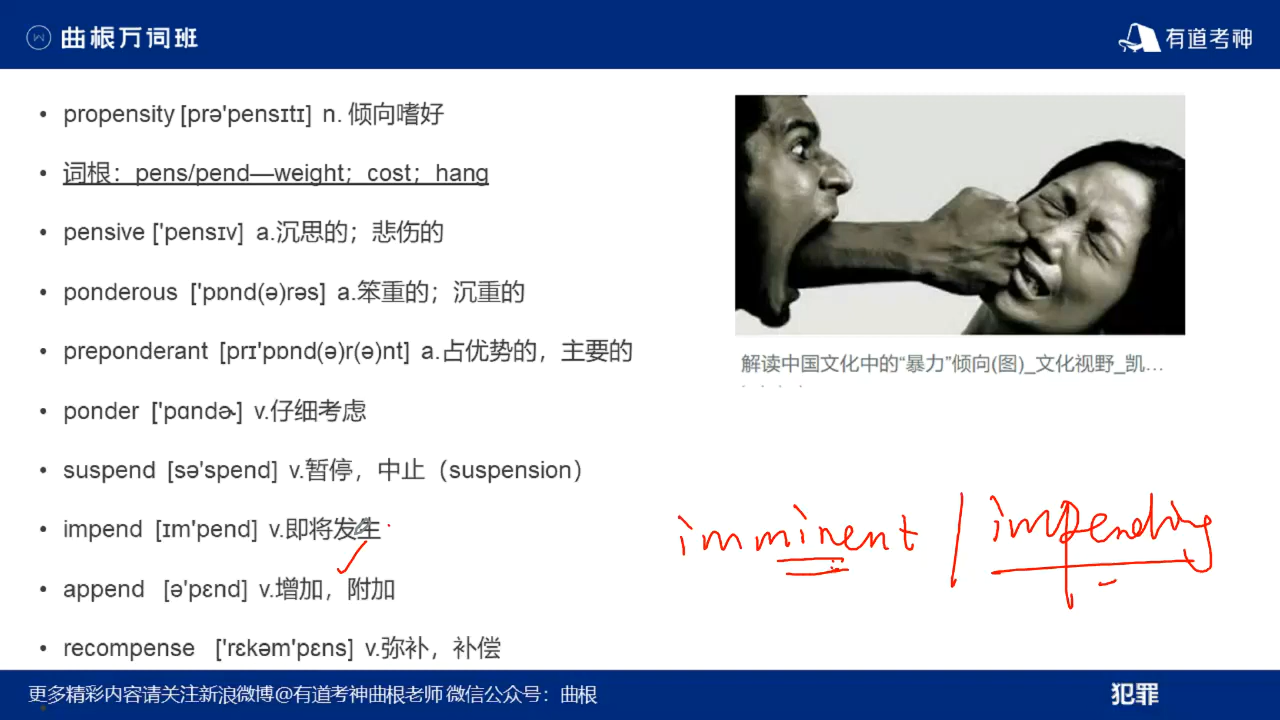 曲根万词班
有道考神
• propensity [prə'pensɪtɪ] n. 倾向嗜好
• 词根：pens/pend—weight；cost；hang
• pensive ['pensɪv] a.沉思的；悲伤的
• ponderous ['pɒnd(ə)rəs] a.笨重的；沉重的
• preponderant [prɪ'pɒnd(ə)r(ə)nt] a.占优势的，主要的
• ponder ['pɑndɚ] v.仔细考虑
• suspend [sə'spend] v.暂停，中止（suspension）
• impend [ɪm'pend] v.即将发生
• append [ə'pɛnd] v.增加，附加
• recompense ['rɛkəm'pɛns] v.弥补，补偿
解读中国文化中的“暴力”倾向(图)_文化视野_凯...
imminent / impending
更多精彩内容请关注新浪微博@有道考神曲根老师 微信公众号：曲根
犯罪